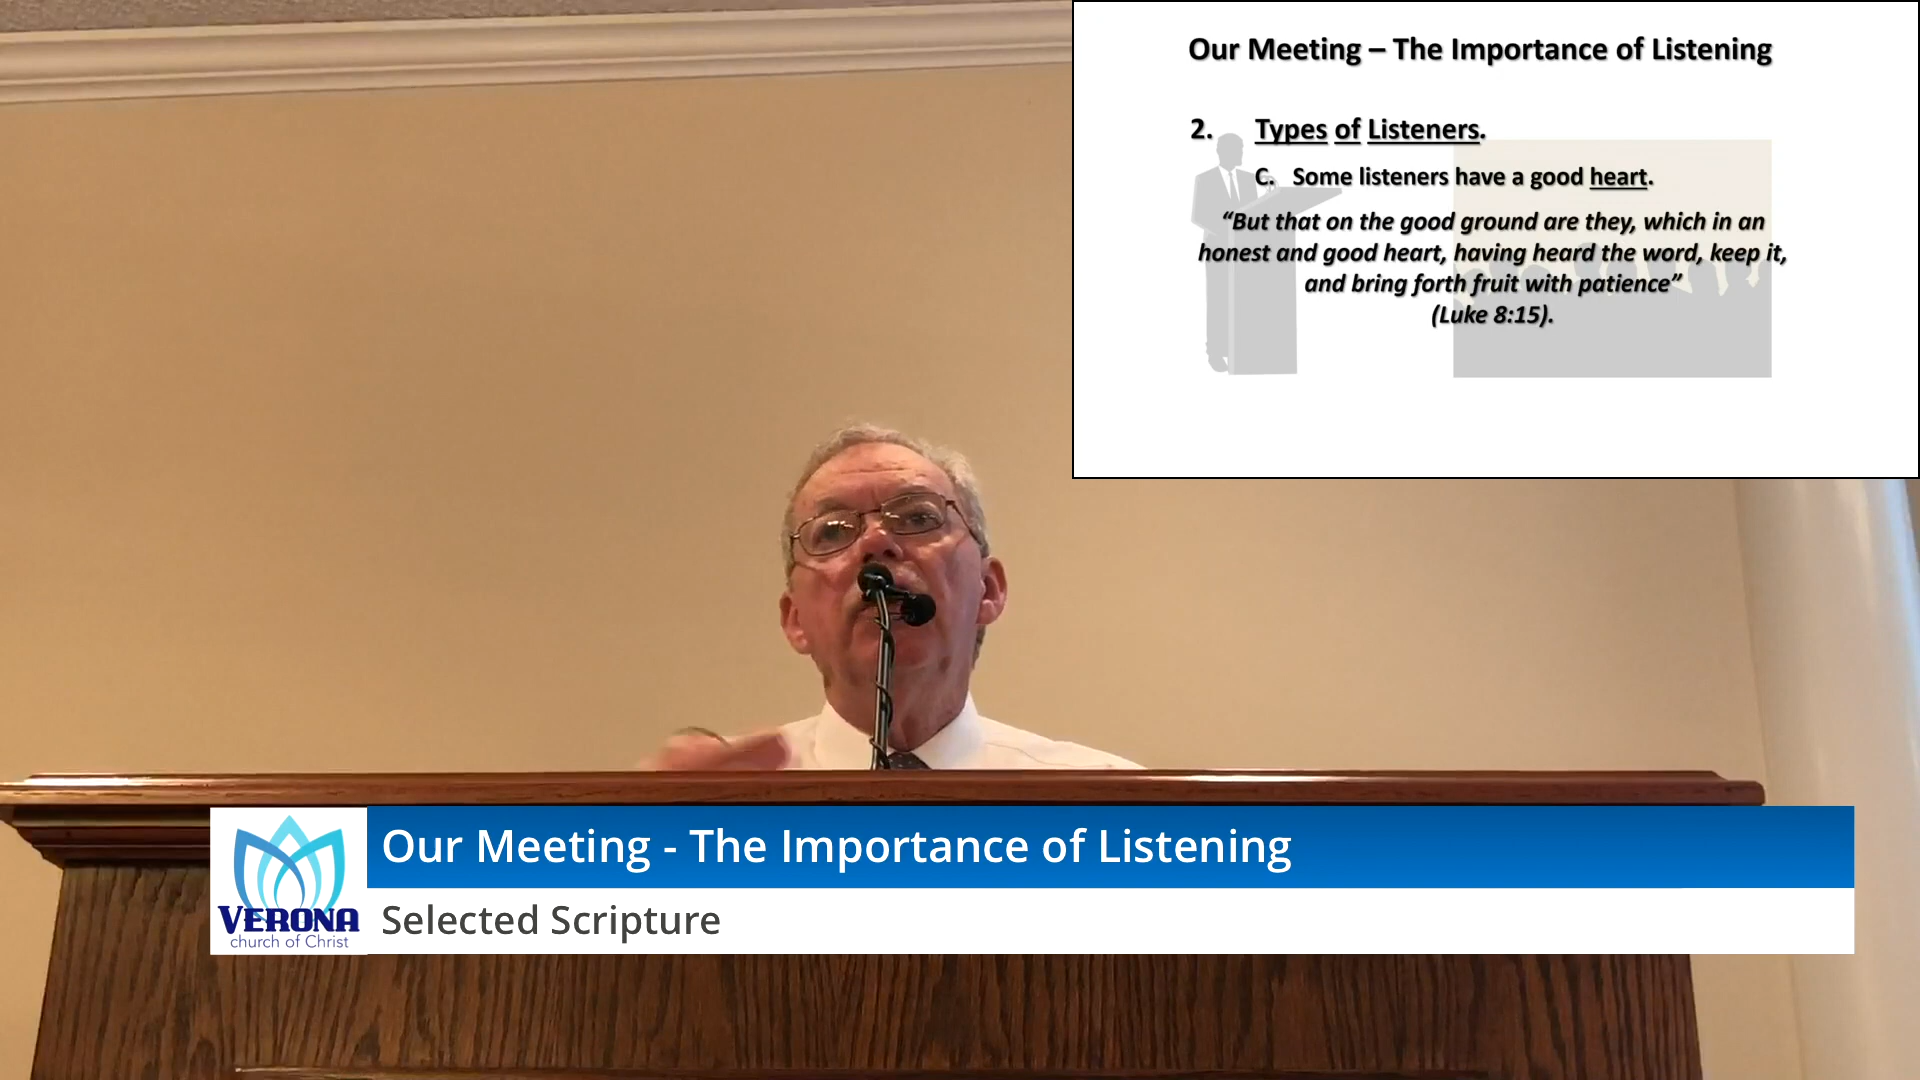 Our Meeting – The Importance of Listening
2. Types of Listeners.
C. Some listeners have a good heart.
“But that on the good ground are they, which in an
honest and good heart, having heard the word, keep it,
and bring forth fruit with patience”
(Luke 8:15).
Our Meeting - The Importance of Listening
VERONA
church of Christ
Selected Scripture